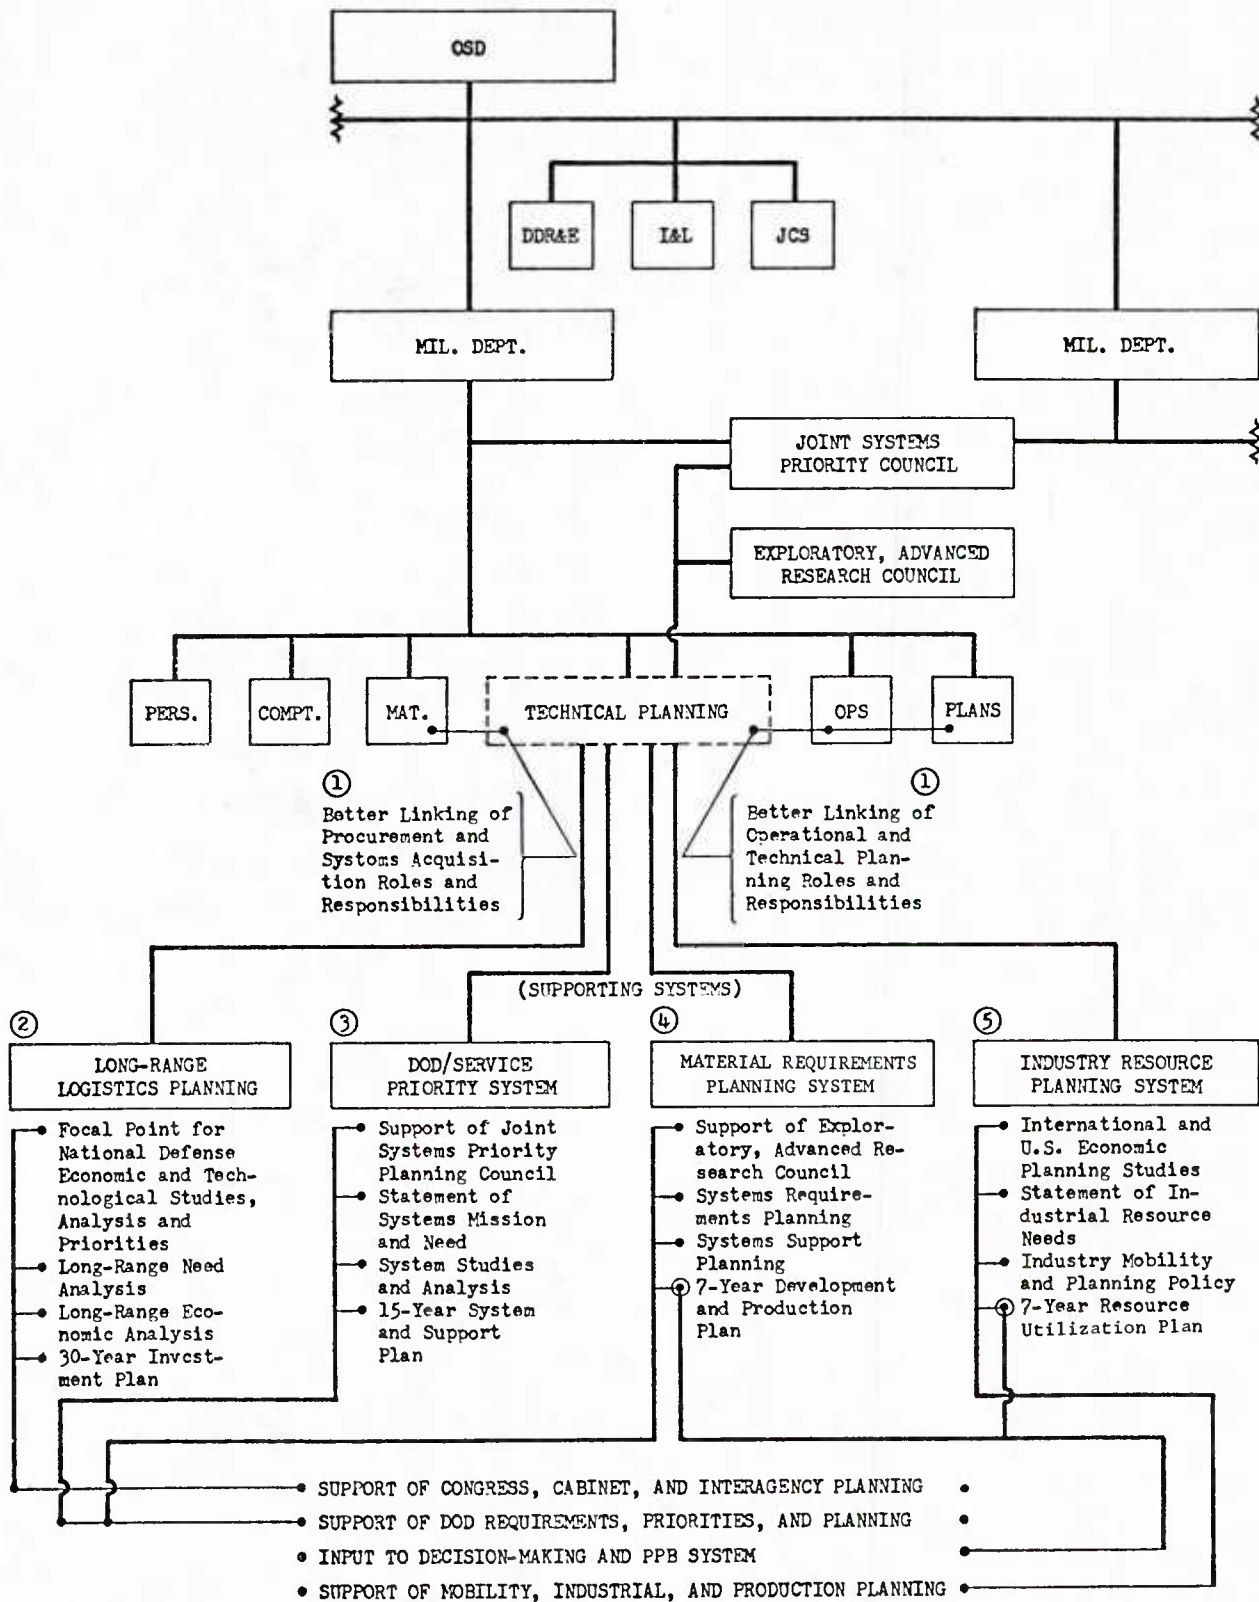 OSD
DDR&E
I&L
JCS
MIL. DEPT.
MIL. DEPT.
JOINT SYSTEMS
PRIORITY COUNCIL
EXPLORATORY, ADVANCED
RESEARCH COUNCIL
PERS.
COMPT.
MAT.
TECHNICAL PLANNING
OPS
PLANS
①
Better Linking of
Procurement and
Systoms Acquisi-
tion Roles and
Responsibilities
①
Better Linking of
Operational and
Technical Plan-
ning Roles and
Responsibilities
(SUPPORTING SYSTEMS)
②
LONG-RANGE
LOGISTICS PLANNING
Focal Point for
National Defense
Economic and Tech-
nological Studies,
Analysis and
Priorities
Long-Range Need
Analysis
Long-Range Eco-
nomic Analysis
30-Year Invest-
ment Plan
③
DOD/SERVICE
PRIORITY SYSTEM
Support of Joint
Systems Priority
Planning Council
Statement of
Systems Mission
and Need
System Studies
and Analysis
15-Year System
and Support
Plan
④
MATERIAL REQUIREMENTS
PLANNING SYSTEM
Support of Explor-
atory, Advanced Re-
search Council
Systems Require-
ments Planning
Systems Support
Planning
7-Year Development
and Production
Plan
⑤
INDUSTRY RESOURCE
PLANNING SYSTEM
International and
U.S. Economic
Planning Studies
Statement of In-
dustrial Resource
Needs
Industry Mobility
and Planning Policy
7-Year Resource
Utilization Plan
SUPPORT OF CONGRESS, CABINET, AND INTERAGENCY PLANNING
SUPPORT OF DOD REQUIREMENTS, PRIORITIES, AND PLANNING
INPUT TO DECISION-MAKING AND PPB SYSTEM
SUPPORT OF MOBILITY, INDUSTRIAL, AND PRODUCTION PLANNING